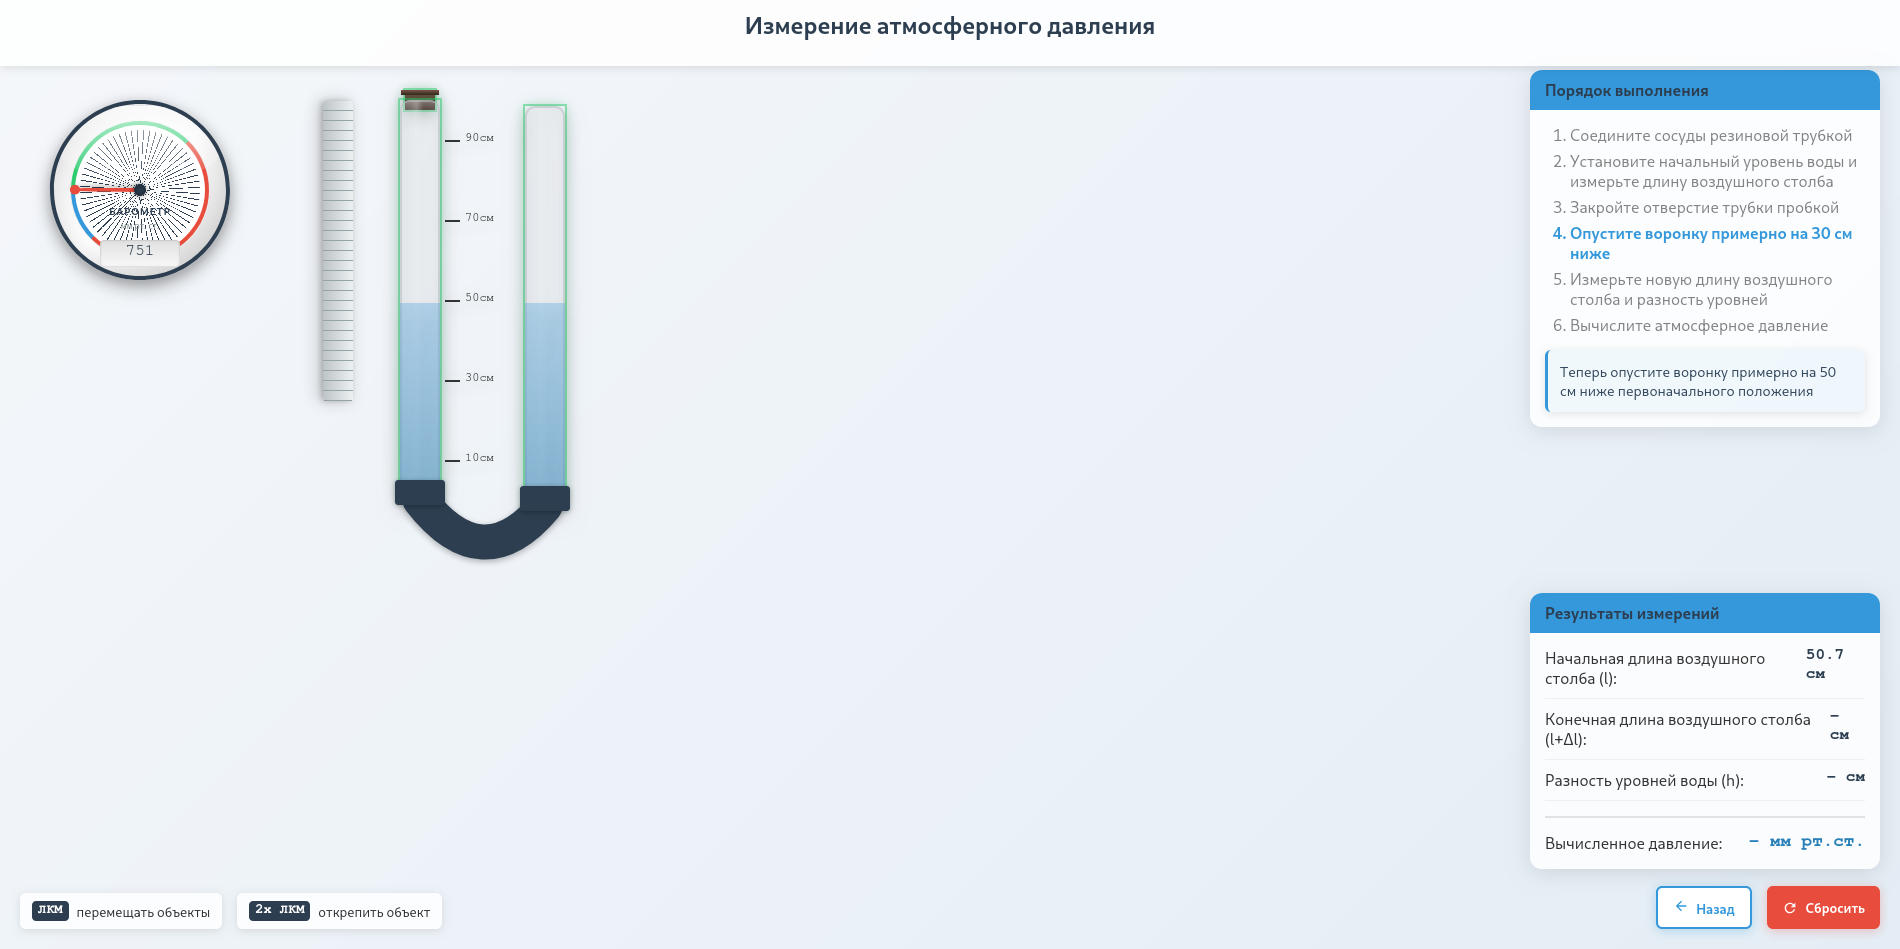 Измерение атмосферного давления
БАРОМЕТР
751
90см
70см
50см
30см
10см
Порядок выполнения
1. Соедините сосуды резиновой трубкой
2. Установите начальный уровень воды и
измерьте длину воздушного столба
3. Закройте отверстие трубки пробкой
4. Опустите воронку примерно на 30 см
ниже
5. Измерьте новую длину воздушного
столба и разность уровней
6. Вычислите атмосферное давление
Теперь опустите воронку примерно на 50
см ниже первоначального положения
Результаты измерений
Начальная длина воздушного
столба (l):
50.7
см
Конечная длина воздушного столба
(l+Δl):
–
см
Разность уровней воды (h):
– см
Вычисленное давление:
– мм рт.ст.
ЛКМ перемещать объекты
2x ЛКМ открепить объект
Назад
Сбросить